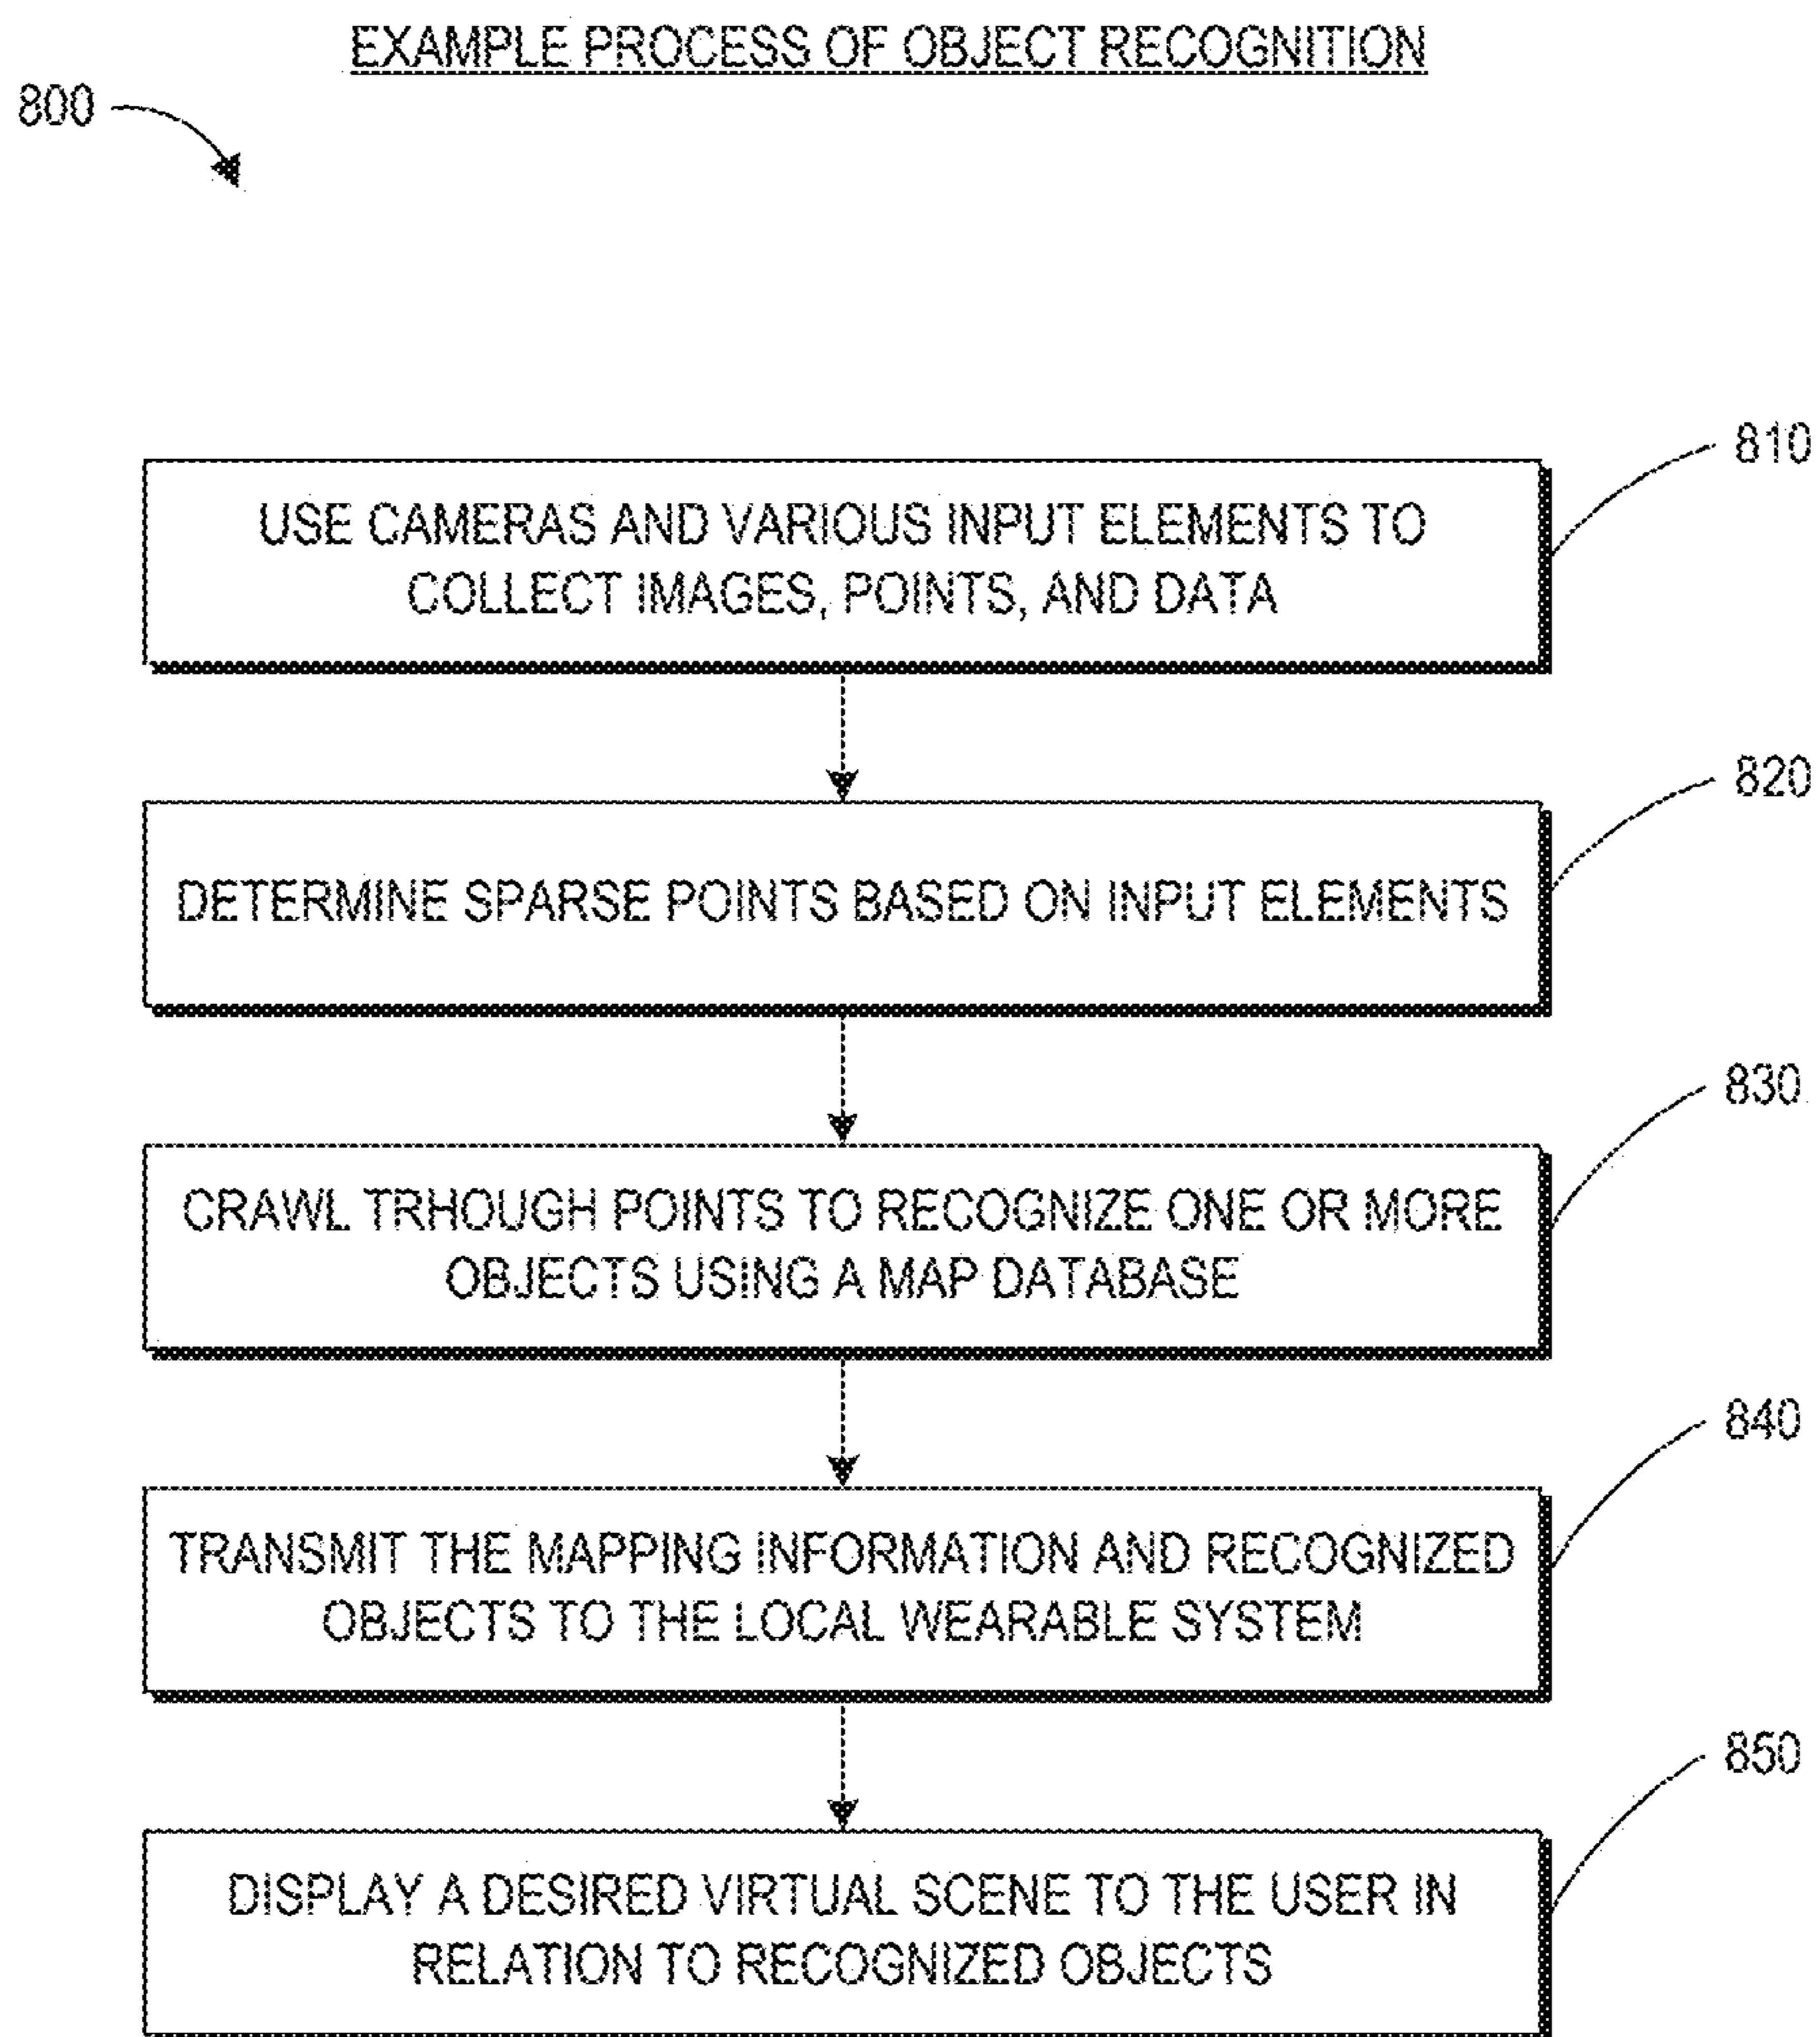 EXAMPLE PROCESS OF OBJECT RECOGNITION
800
810
USE CAMERAS AND VARIOUS INPUT ELEMENTS TO
COLLECT IMAGES, POINTS, AND DATA
820
DETERMINE SPARSE POINTS BASED ON INPUT ELEMENTS
830
CRAWL TRHOUGH POINTS TO RECOGNIZE ONE OR MORE
OBJECTS USING A MAP DATABASE
840
TRANSMIT THE MAPPING INFORMATION AND RECOGNIZED
OBJECTS TO THE LOCAL WEARABLE SYSTEM
850
DISPLAY A DESIRED VIRTUAL SCENE TO THE USER IN
RELATION TO RECOGNIZED OBJECTS